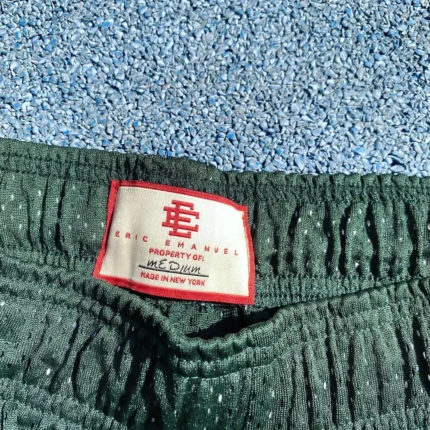 EE
ERIC EMANUEL
PROPERTY OF:
mEDium
MADE IN NEW YORK